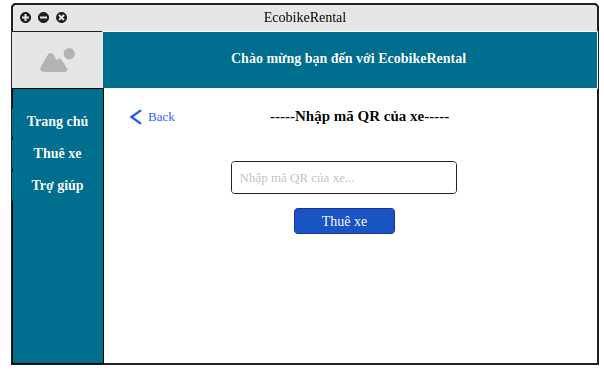 EcobikeRental
Chào mừng bạn đến với EcobikeRental
Trang chủ
Thuê xe
Trợ giúp
Back
-----Nhập mã QR của xe-----
Nhập mã QR của xe...
Thuê xe